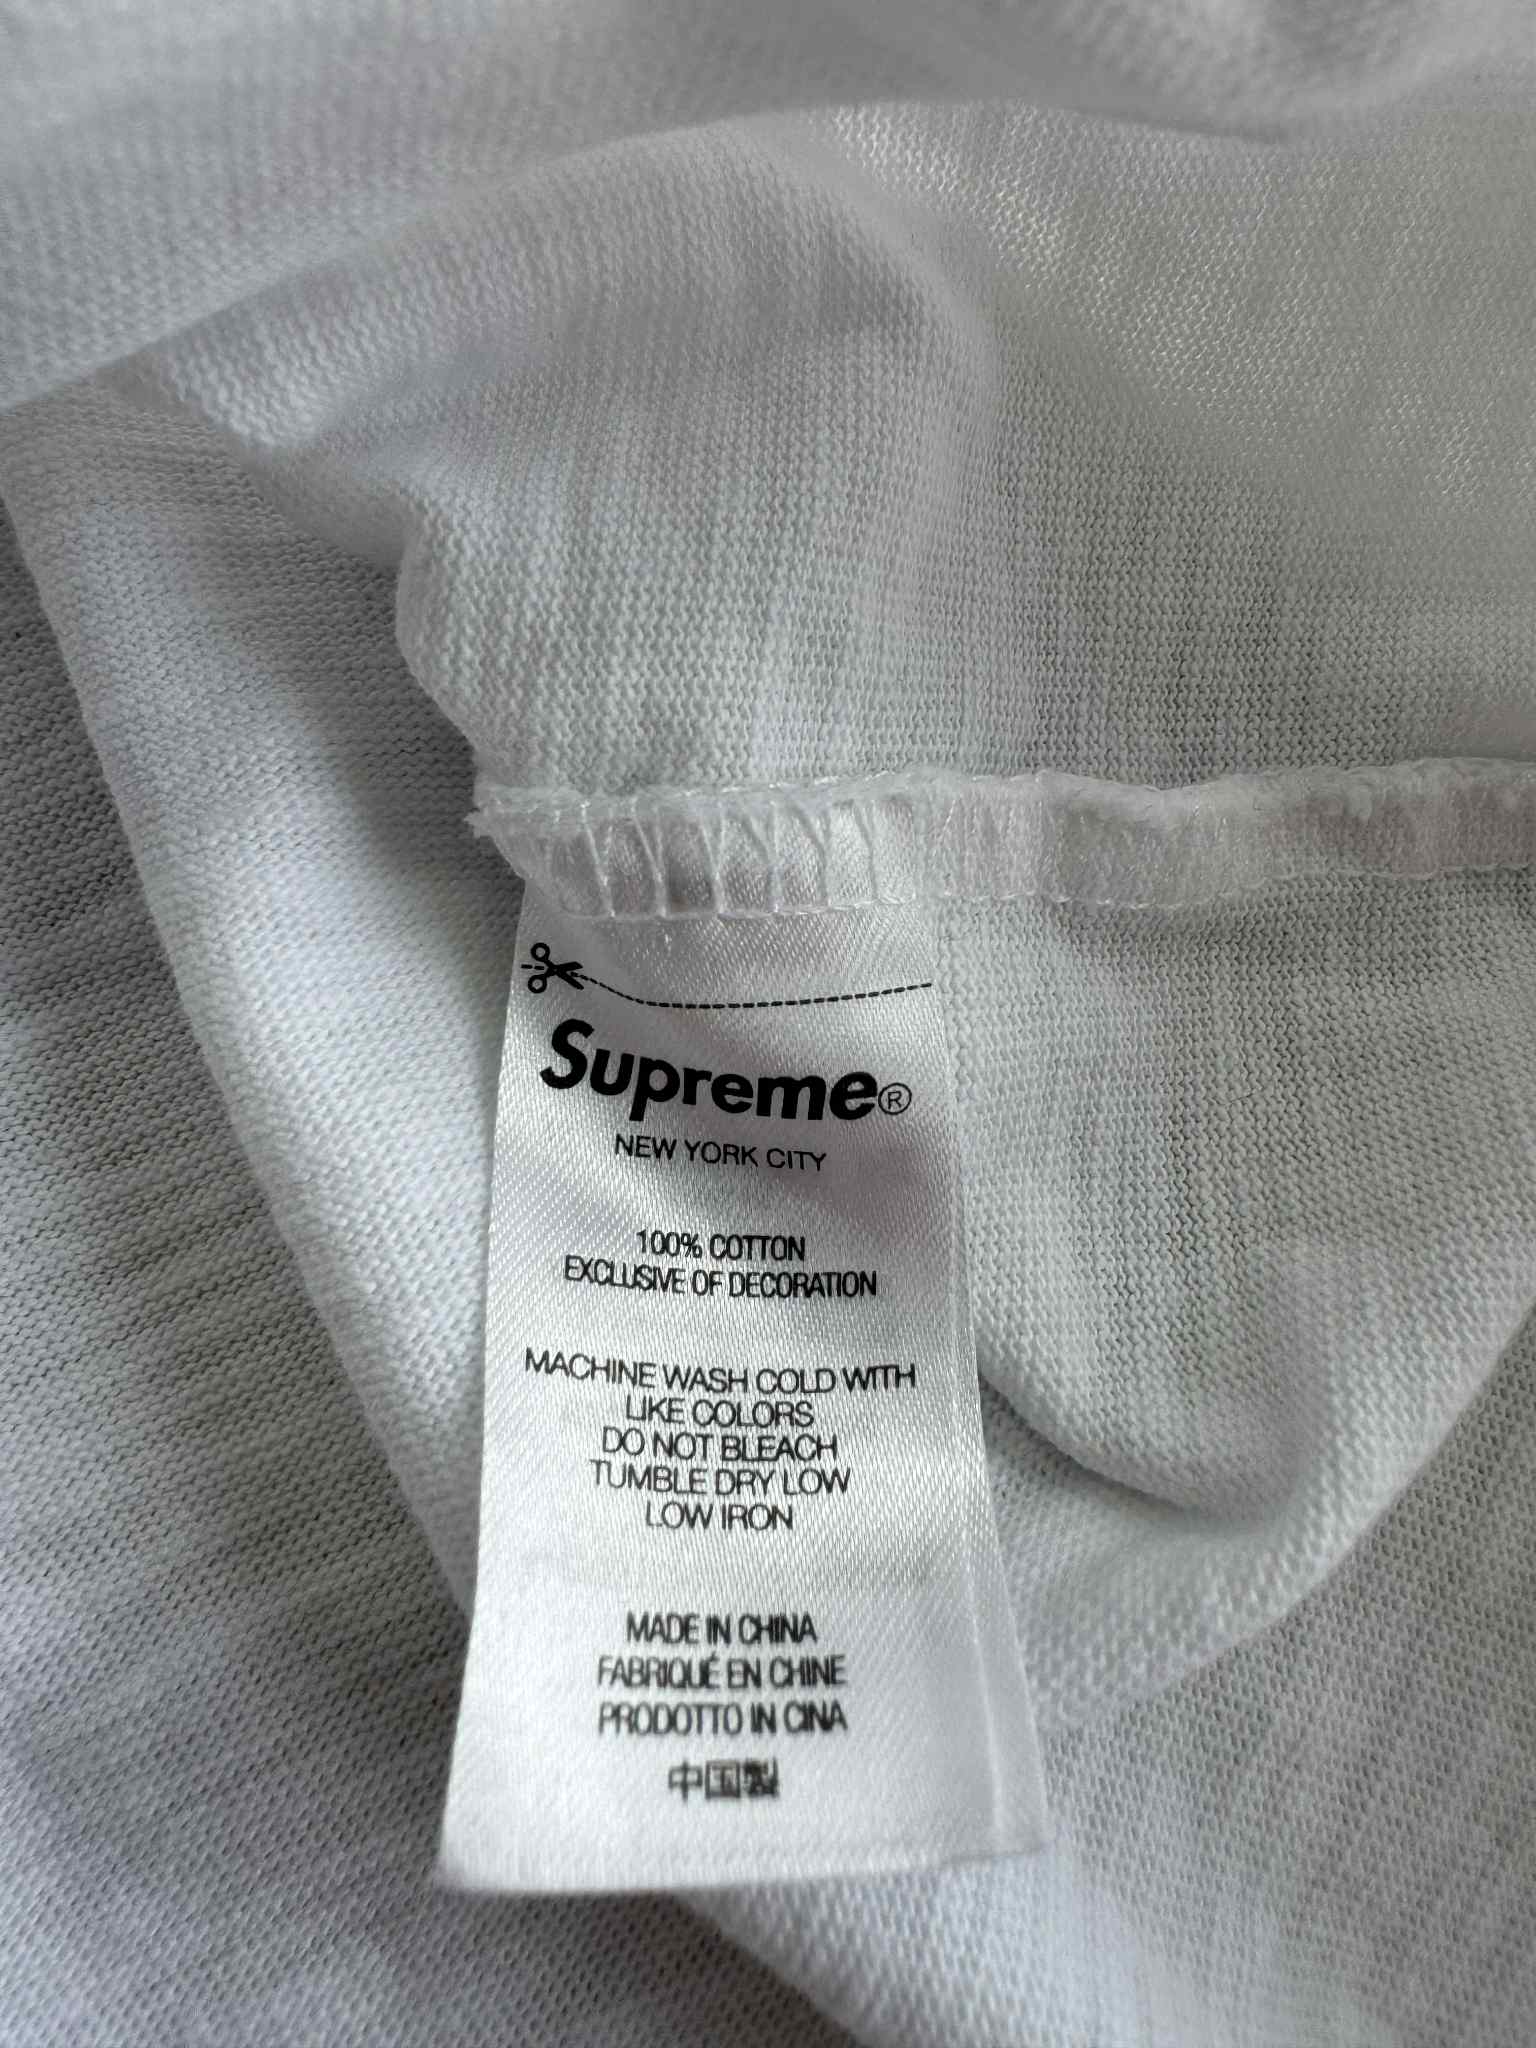 Supreme®
NEW YORK CITY
100% COTTON
EXCLUSIVE OF DECORATION
MACHINE WASH COLD WITH
LIKE COLORS
DO NOT BLEACH
TUMBLE DRY LOW
LOW IRON
MADE IN CHINA
FABRIQUÉ EN CHINE
PRODOTTO IN CINA
中国製